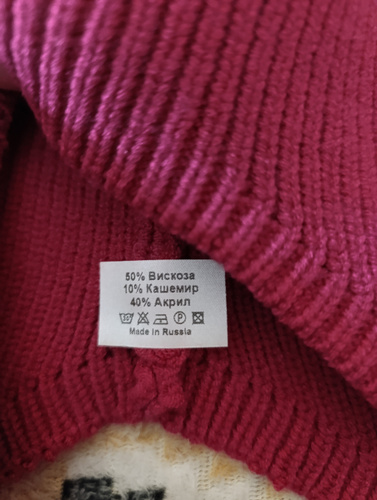 50% Вискоза
10% Кашемир
40% Акрил
Made in Russia